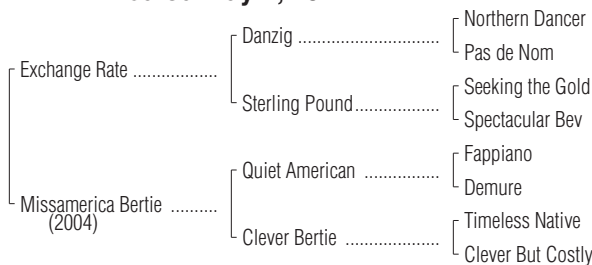 Northern Dancer
Danzig ................................
Pas de Nom
Exchange Rate ..................
Seeking the Gold
Sterling Pound...................
Spectacular Bev
Fappiano
Quiet American .................
Demure
Missamerica Bertie ..........
(2004)
Timeless Native
Clever Bertie .....................
Clever But Costly